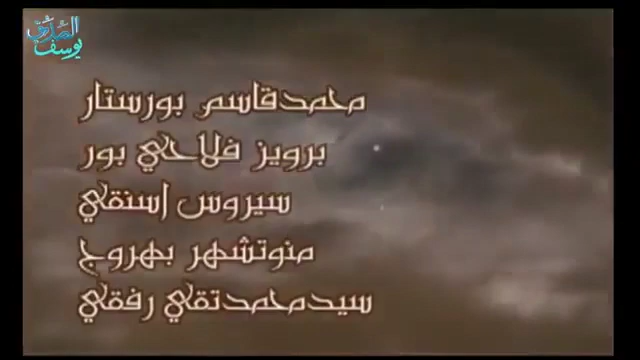 يوسف الصديق
محمدقاسم بورستار
برويز فلاحي بور
سيروس اسنقي
منوتشهر بهروج
سيدمحمدتقي رفقي